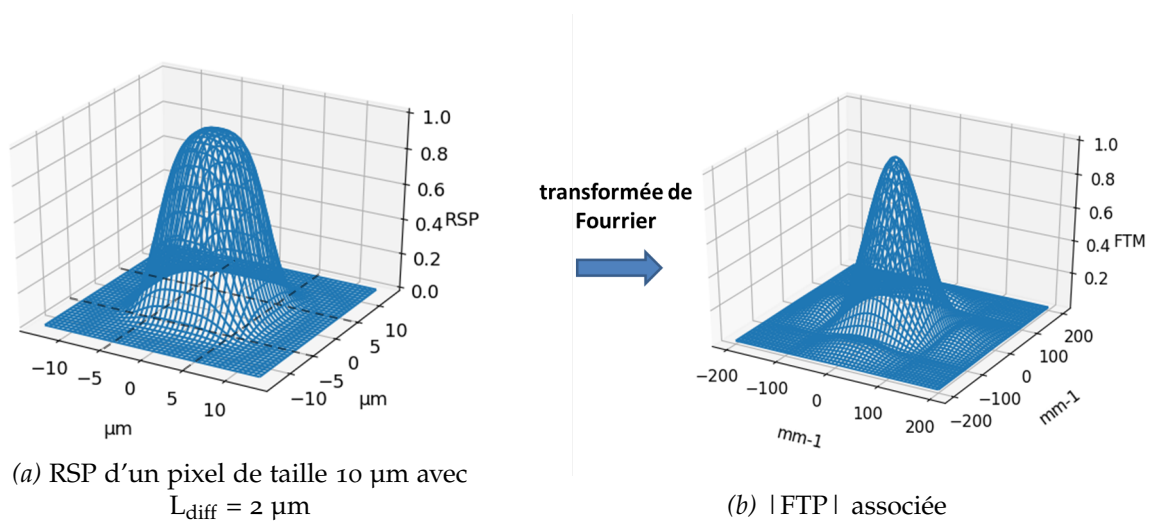 1.0
0.8
0.6
0.4
RSP
0.2
0.0
−10
−5
0
5
10
µm
−10
−5
0
5
10
µm
transformée de
Fourrier
1.0
0.8
0.6
0.4
FTM
0.2
−200
−100
0
100
200
mm-1
−200
−100
0
100
200
mm-1
(a) RSP d'un pixel de taille 10 µm avec
Ldiff = 2 µm
(b) |FTP| associée